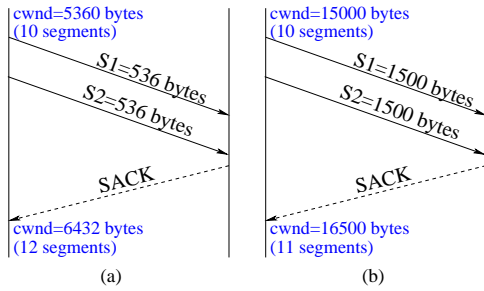 cwnd=5360 bytes
(10 segments)
S1=536 bytes
S2=536 bytes
SACK
cwnd=6432 bytes
(12 segments)
(a)
cwnd=15000 bytes
(10 segments)
S1=1500 bytes
S2=1500 bytes
SACK
cwnd=16500 bytes
(11 segments)
(b)